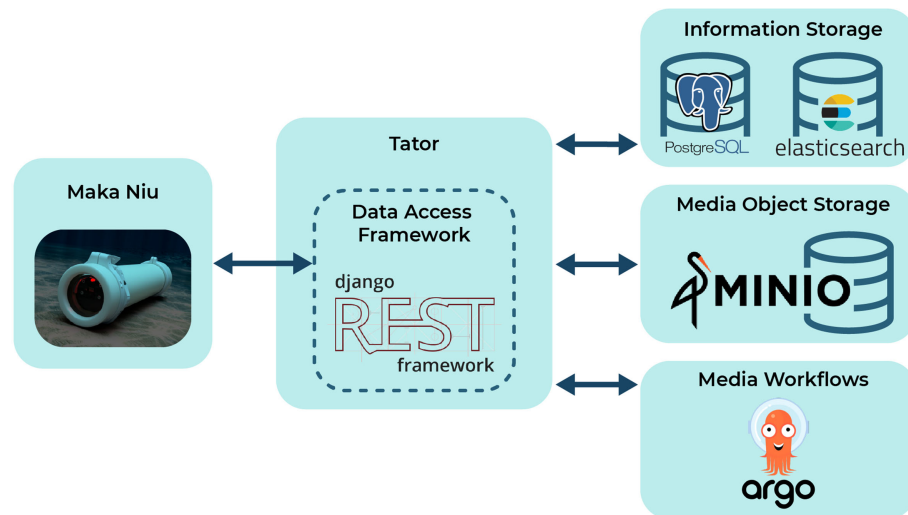 Maka Niu
Tator
Data Access
Framework
django
REST
framework
Information Storage
PostgreSQL
elasticsearch
Media Object Storage
MINIO
Media Workflows
argo